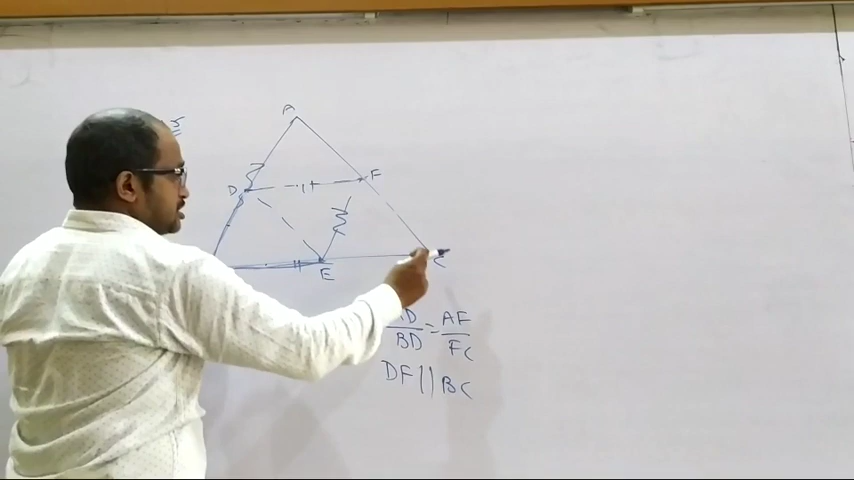 A
D
F
E
C
AD/BD = AF/FC
DF || BC